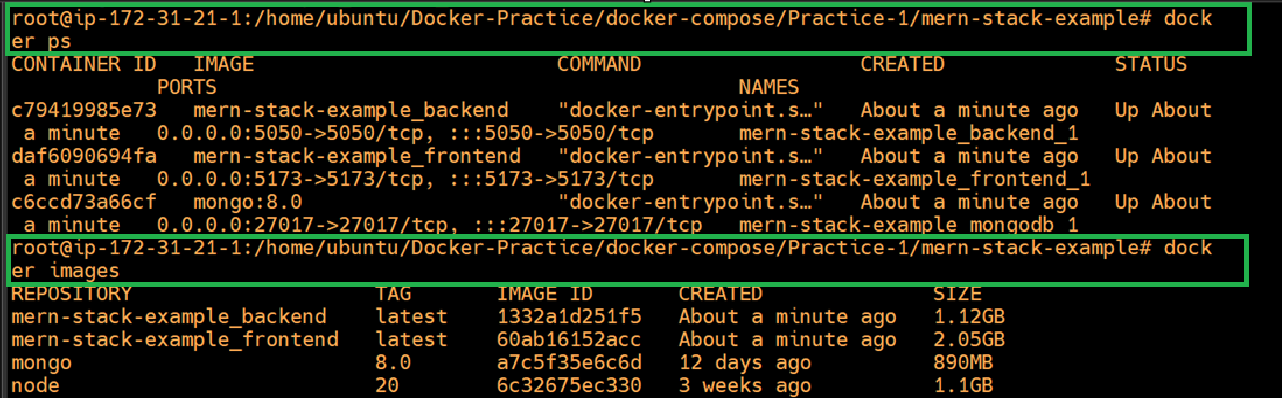 root@ip-172-31-21-1:/home/ubuntu/Docker-Practice/docker-compose/Practice-1/mern-stack-example# dock
er ps
CONTAINER ID   IMAGE                         COMMAND                  CREATED              STATUS
            PORTS                                           NAMES
c79419985e73   mern-stack-example_backend    "docker-entrypoint.s…"   About a minute ago   Up About
 a minute   0.0.0.0:5050->5050/tcp, :::5050->5050/tcp       mern-stack-example_backend_1
daf6090694fa   mern-stack-example_frontend   "docker-entrypoint.s…"   About a minute ago   Up About
 a minute   0.0.0.0:5173->5173/tcp, :::5173->5173/tcp       mern-stack-example_frontend_1
c6ccd73a66cf   mongo:8.0                     "docker-entrypoint.s…"   About a minute ago   Up About
 a minute   0.0.0.0:27017->27017/tcp, :::27017->27017/tcp   mern-stack-example_mongodb_1
root@ip-172-31-21-1:/home/ubuntu/Docker-Practice/docker-compose/Practice-1/mern-stack-example# dock
er images
REPOSITORY                    TAG       IMAGE ID       CREATED              SIZE
mern-stack-example_backend    latest    1332a1d251f5   About a minute ago   1.12GB
mern-stack-example_frontend   latest    60ab16152acc   About a minute ago   2.05GB
mongo                         8.0       a7c5f35e6c6d   12 days ago          890MB
node                          20        6c32675ec330   3 weeks ago          1.1GB